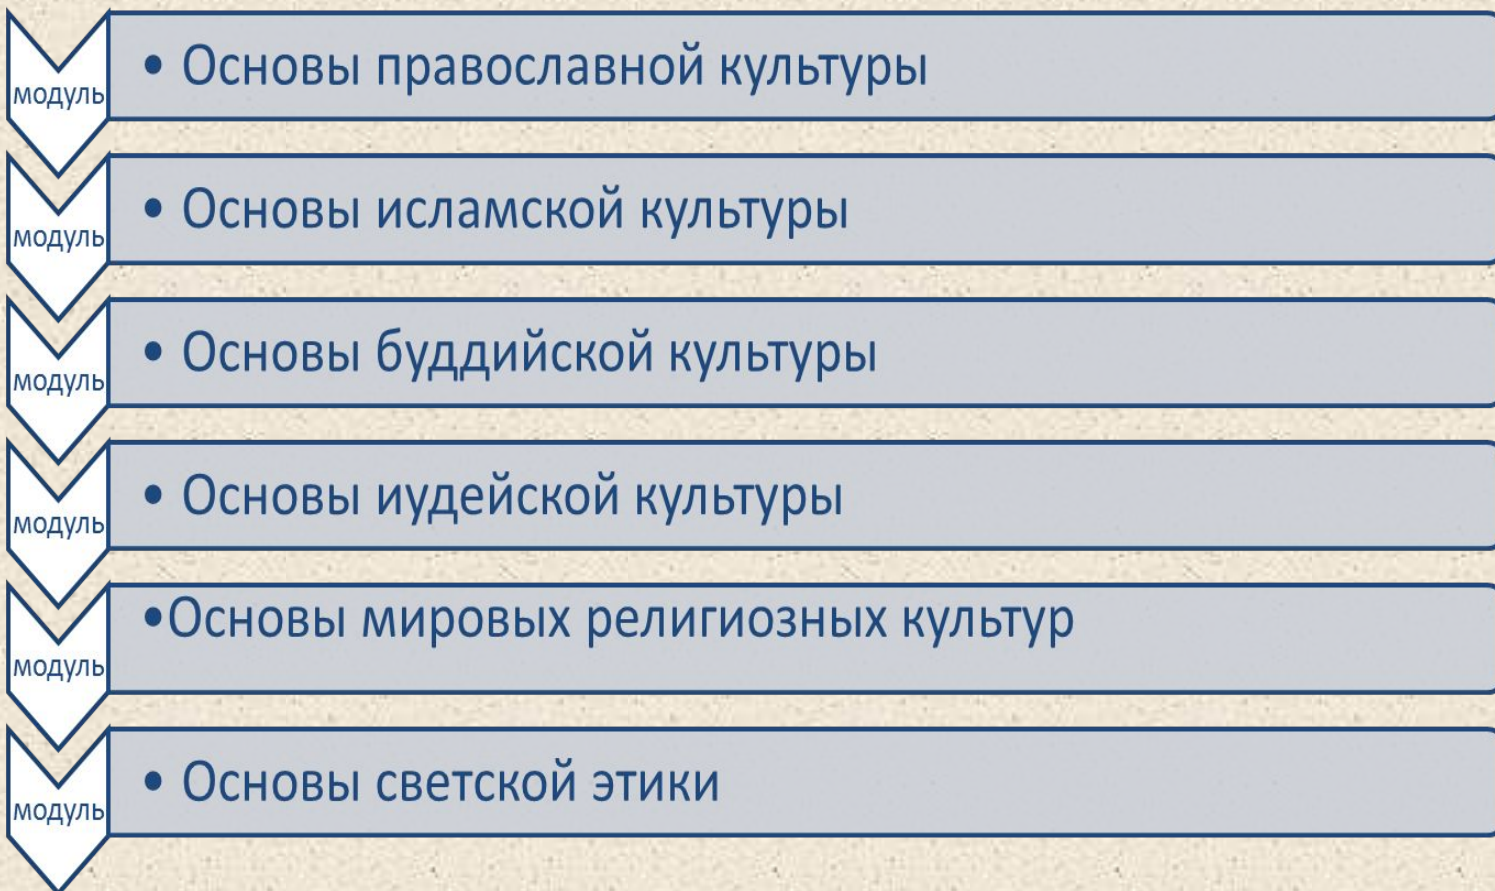 модуль
• Основы православной культуры
модуль
• Основы исламской культуры
модуль
• Основы буддийской культуры
модуль
• Основы иудейской культуры
модуль
•Основы мировых религиозных культур
модуль
• Основы светской этики